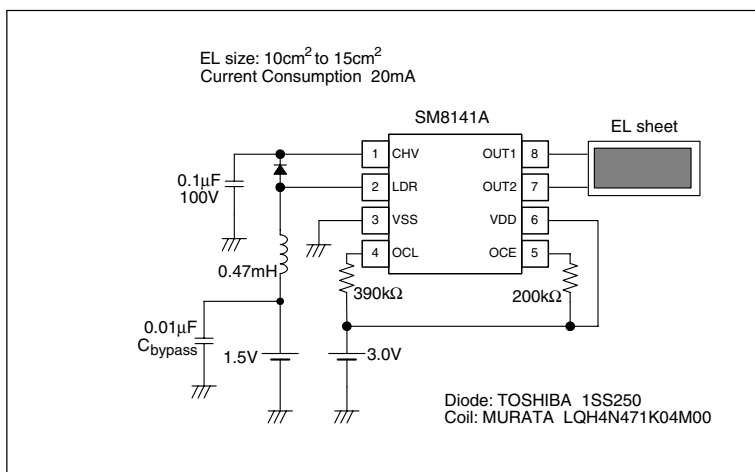 EL size: 10cm² to 15cm²
Current Consumption 20mA
SM8141A
EL sheet
1 CHV OUT1 8
2 LDR OUT2 7
3 VSS VDD 6
4 OCL OCE 5
0.1μF
100V
0.47mH
390kΩ
200kΩ
0.01μF
Cbypass
1.5V
3.0V
Diode: TOSHIBA 1SS250
Coil: MURATA LQH4N471K04M00